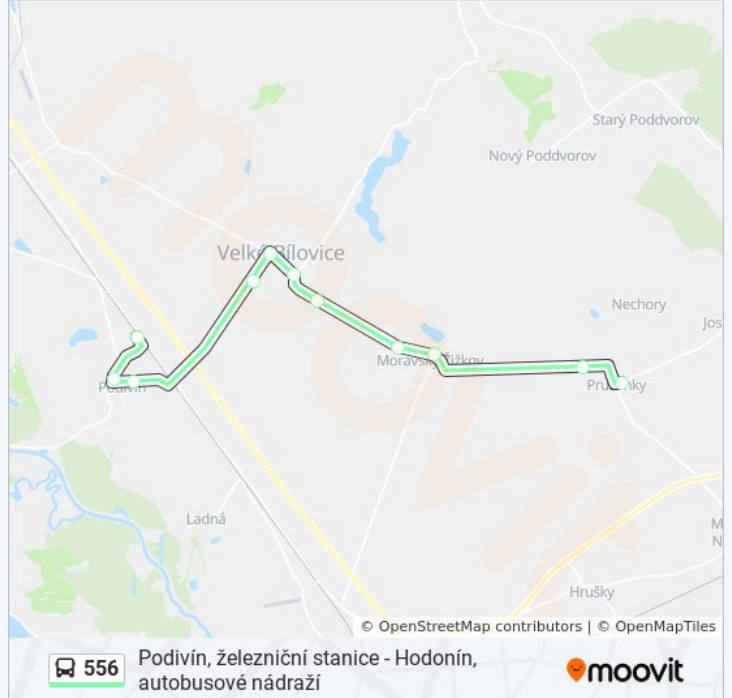 Starý Poddvorov
Nový Poddvorov
Velké Bílovice
Nechory
Jos
Moravský Žižkov
Prušánky
Podivín
Ladná
M
N
Hrušky
© OpenStreetMap contributors | © OpenMapTiles
556
Podivín, železniční stanice - Hodonín,
autobusové nádraží
moovit